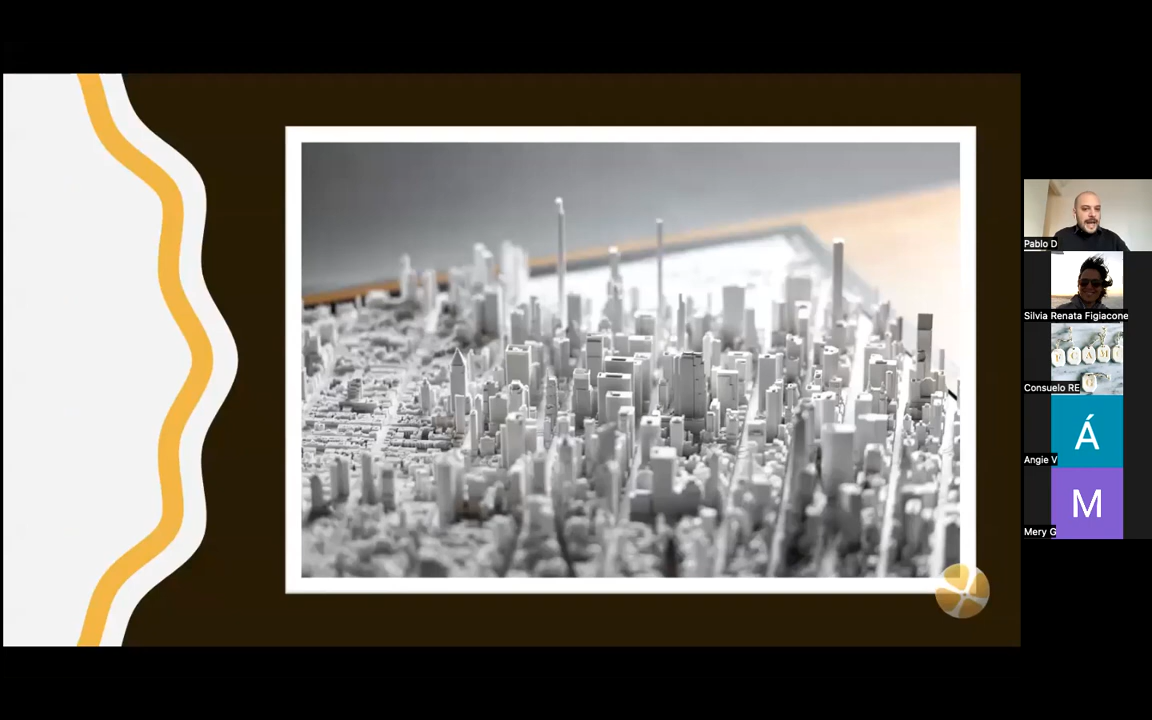 Pablo D
Silvia Renata Figiacone
Consuelo RE
Á
Angie V
M
Mery G